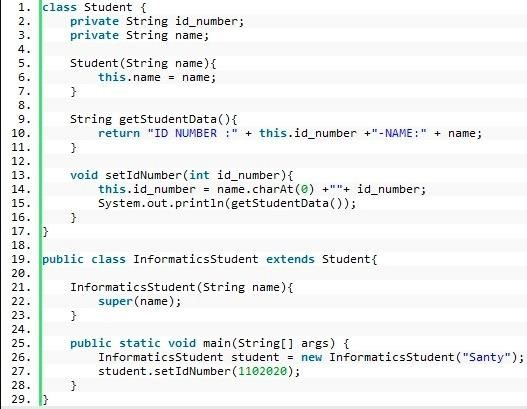 1. class Student {
2. private String id_number;
3. private String name;
4.
5. Student(String name){
6. this.name = name;
7. }
8.
9. String getStudentData(){
10. return "ID NUMBER :" + this.id_number +"-NAME:" + name;
11. }
12.
13. void setIdNumber(int id_number){
14. this.id_number = name.charAt(0) +""+ id_number;
15. System.out.println(getStudentData());
16. }
17. }
18.
19. public class InformaticsStudent extends Student{
20.
21. InformaticsStudent(String name){
22. super(name);
23. }
24.
25. public static void main(String[] args) {
26. InformaticsStudent student = new InformaticsStudent("Santy");
27. student.setIdNumber(1102020);
28. }
29. }